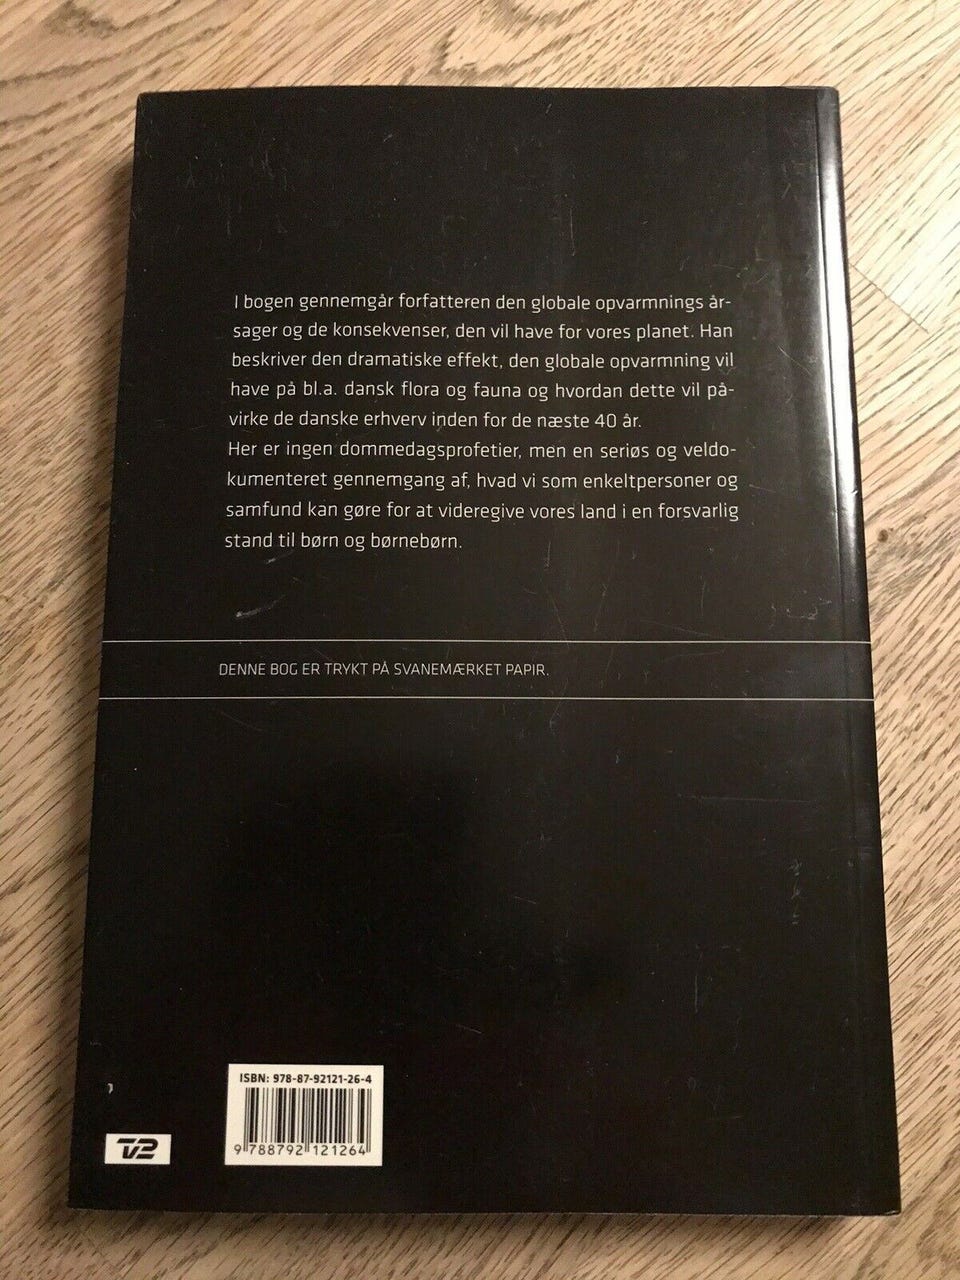 I bogen gennemgår forfatteren den globale opvarmnings år-
sager og de konsekvenser, den vil have for vores planet. Han
beskriver den dramatiske effekt, den globale opvarmning vil
have på bl.a. dansk flora og fauna og hvordan dette vil på-
virke de danske erhverv inden for de næste 40 år.
Her er ingen dommedagsprofetier, men en seriøs og veldo-
kumenteret gennemgang af, hvad vi som enkeltpersoner og
samfund kan gøre for at videregive vores land i en forsvarlig
stand til børn og børnebørn.
DENNE BOG ER TRYKT PÅ SVANEMÆRKET PAPIR.
ISBN: 978-87-92121-26-4
9 788792 121264
TV2